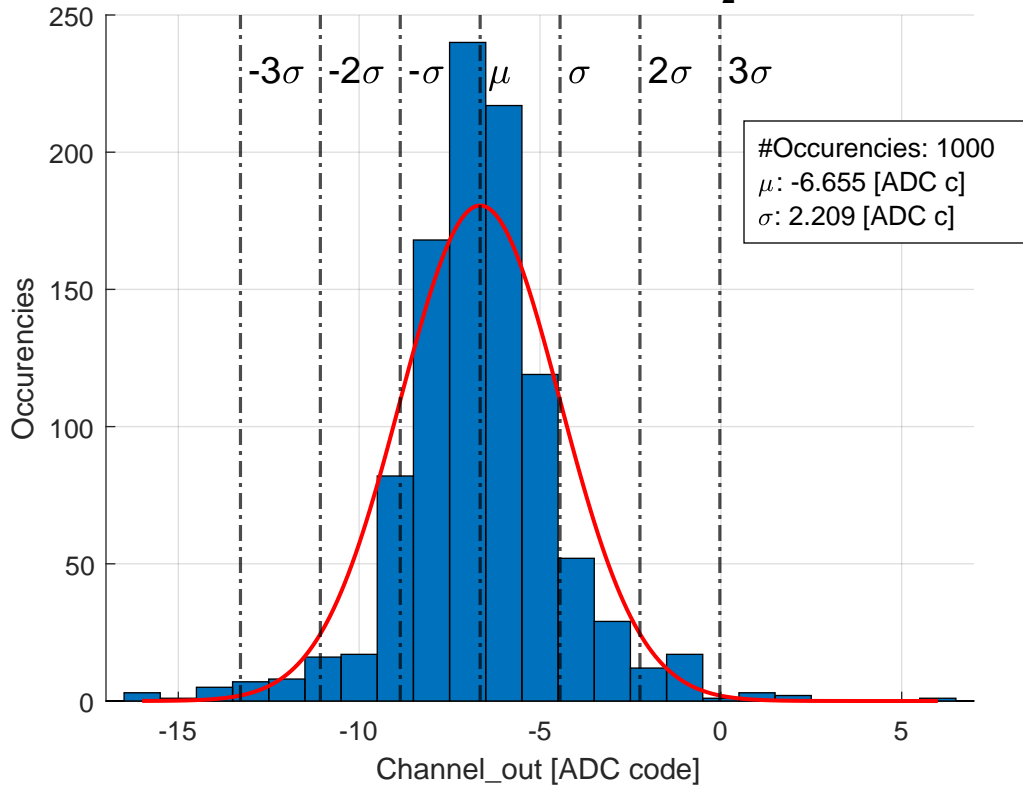 2
250
200
150
100
50
0
-3σ -2σ -σ μ σ 2σ 3σ
#Occurencies: 1000
μ: -6.655 [ADC c]
σ: 2.209 [ADC c]
Occurencies
-15 -10 -5 0 5
Channel_out [ADC code]